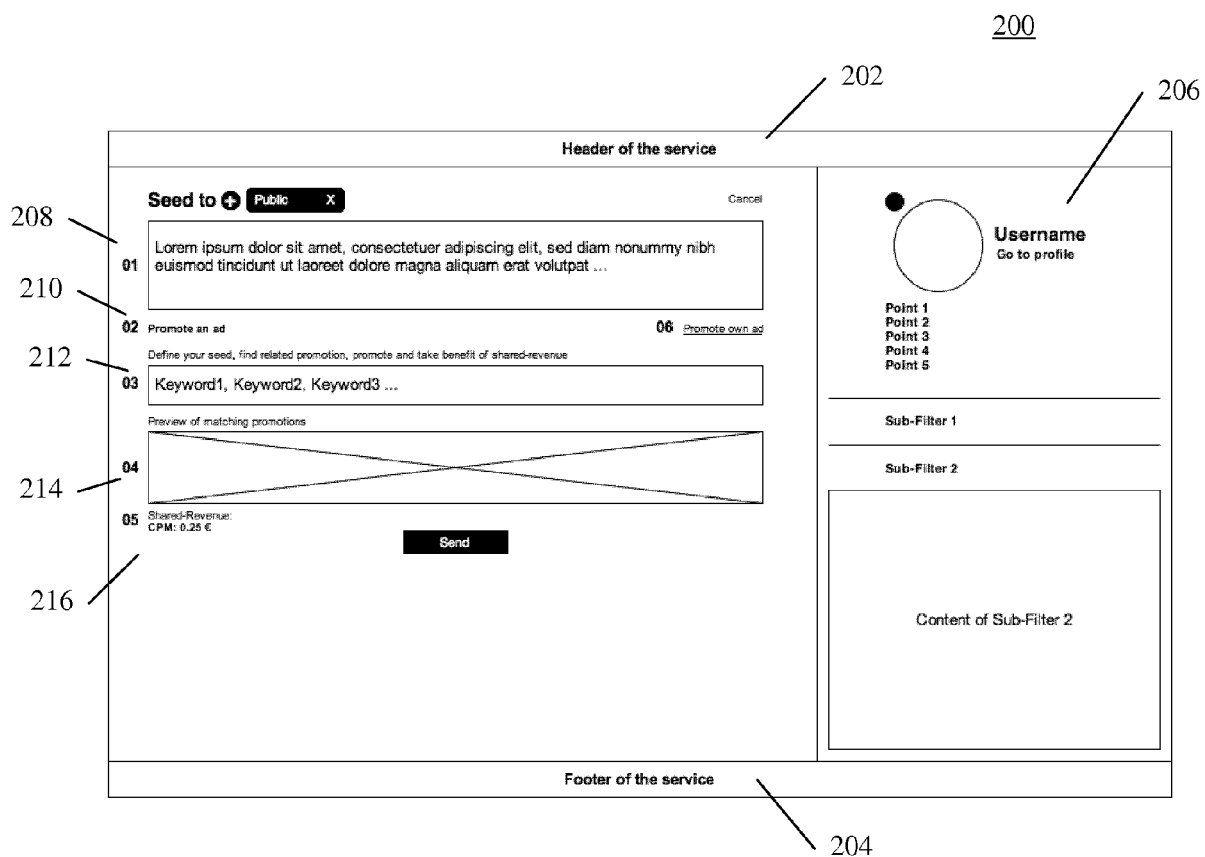 200
202
206
Header of the service
Seed to + Public X Cancel
208
01
Lorem ipsum dolor sit amet, consectetuer adipiscing elit, sed diam nonummy nibh
euismod tincidunt ut laoreet dolore magna aliquam erat volutpat ...
210
02 Promote an ad 06 Promote own ad
Define your seed, find related promotion, promote and take benefit of shared-revenue
212
03 Keyword1, Keyword2, Keyword3 ...
Preview of matching promotions
04
214
05 Shared-Revenue:
CPM: 0.25 €
Send
216
Username
Go to profile
Point 1
Point 2
Point 3
Point 4
Point 5
Sub-Filter 1
Sub-Filter 2
Content of Sub-Filter 2
Footer of the service
204